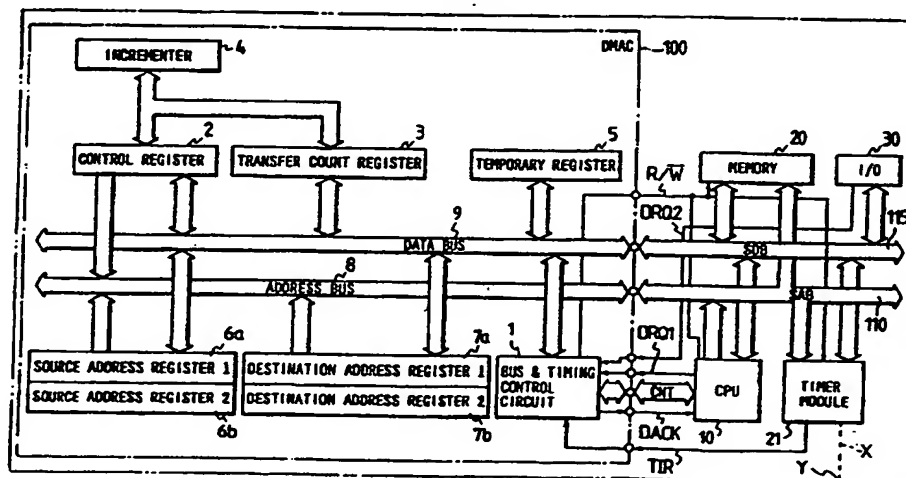 INCREMENTER
4
DMAC
100
2
3
5
20
30
CONTROL REGISTER
TRANSFER COUNT REGISTER
TEMPORARY REGISTER
MEMORY
I/O
R/W̅
DRQ2
115
9
DATA BUS
SDB
8
ADDRESS BUS
SAB
110
6a
7a
1
DRQ1
SOURCE ADDRESS REGISTER 1
SOURCE ADDRESS REGISTER 2
DESTINATION ADDRESS REGISTER 1
DESTINATION ADDRESS REGISTER 2
BUS & TIMING
CONTROL
CIRCUIT
CNT
CPU
TIMER
MODULE
6b
7b
DACK
10
21
X
TIR
Y